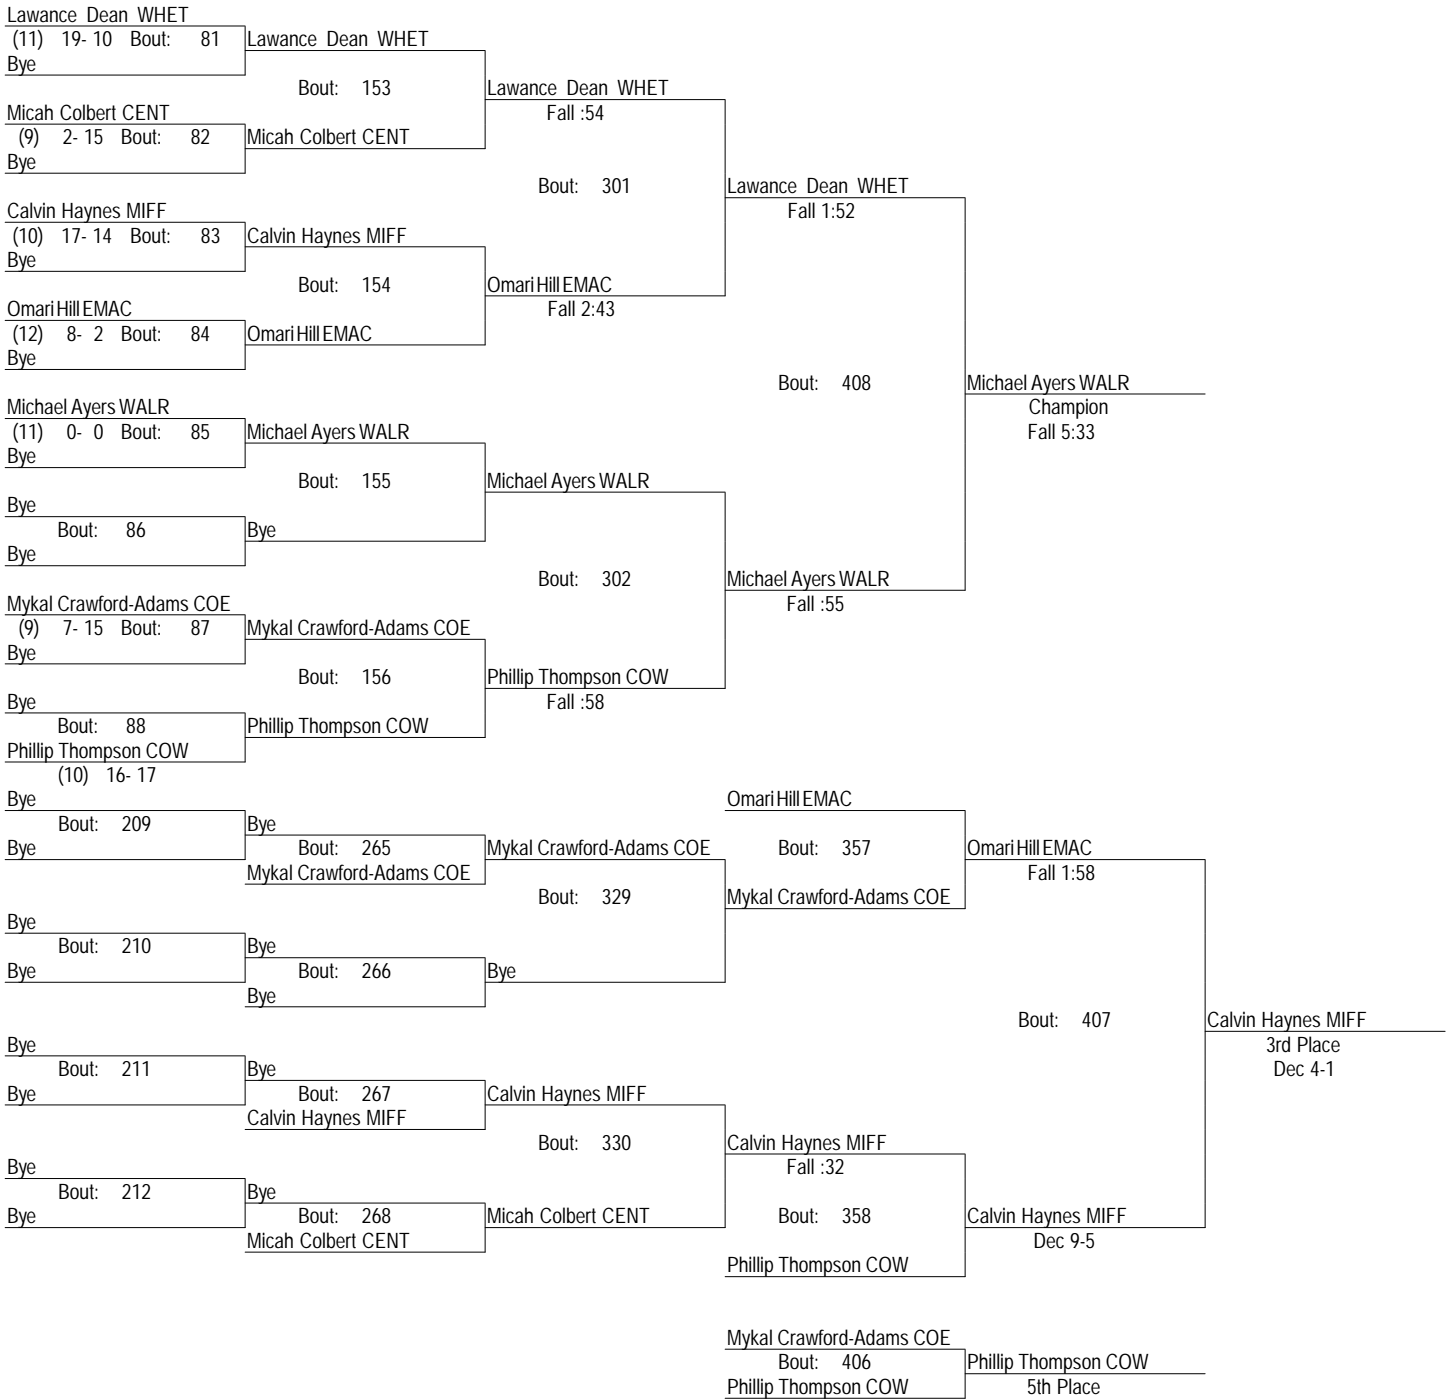 Lawance Dean WHET
(11) 19- 10 Bout: 81 Lawance Dean WHET
Bye
Bout: 153 Lawance Dean WHET
Micah Colbert CENT Fall :54
(9) 2- 15 Bout: 82 Micah Colbert CENT
Bye
Bout: 301 Lawance Dean WHET
Calvin Haynes MIFF Fall 1:52
(10) 17- 14 Bout: 83 Calvin Haynes MIFF
Bye
Bout: 154 Omari Hill EMAC
Omari Hill EMAC Fall 2:43
(12) 8- 2 Bout: 84 Omari Hill EMAC
Bye
Bout: 408 Michael Ayers WALR
Michael Ayers WALR Champion
(11) 0- 0 Bout: 85 Michael Ayers WALR Fall 5:33
Bye
Bout: 155 Michael Ayers WALR
Bye
Bout: 86 Bye
Bye
Bout: 302 Michael Ayers WALR
Mykal Crawford-Adams COE Fall :55
(9) 7- 15 Bout: 87 Mykal Crawford-Adams COE
Bye
Bout: 156 Phillip Thompson COW
Bye Fall :58
Bout: 88 Phillip Thompson COW
Phillip Thompson COW
(10) 16- 17
Bye Omari Hill EMAC
Bout: 209 Bye
Bye Bout: 265 Mykal Crawford-Adams COE Bout: 357 Omari Hill EMAC
Mykal Crawford-Adams COE Fall 1:58
Bout: 329 Mykal Crawford-Adams COE
Bye
Bout: 210 Bye
Bye Bout: 266 Bye
Bye
Bout: 407 Calvin Haynes MIFF
Bye 3rd Place
Bout: 211 Bye Dec 4-1
Bye Bout: 267 Calvin Haynes MIFF
Calvin Haynes MIFF
Bout: 330 Calvin Haynes MIFF
Bye Fall :32
Bout: 212 Bye
Bye Bout: 268 Micah Colbert CENT Bout: 358 Calvin Haynes MIFF
Micah Colbert CENT Dec 9-5
Phillip Thompson COW
Mykal Crawford-Adams COE
Bout: 406 Phillip Thompson COW
Phillip Thompson COW 5th Place